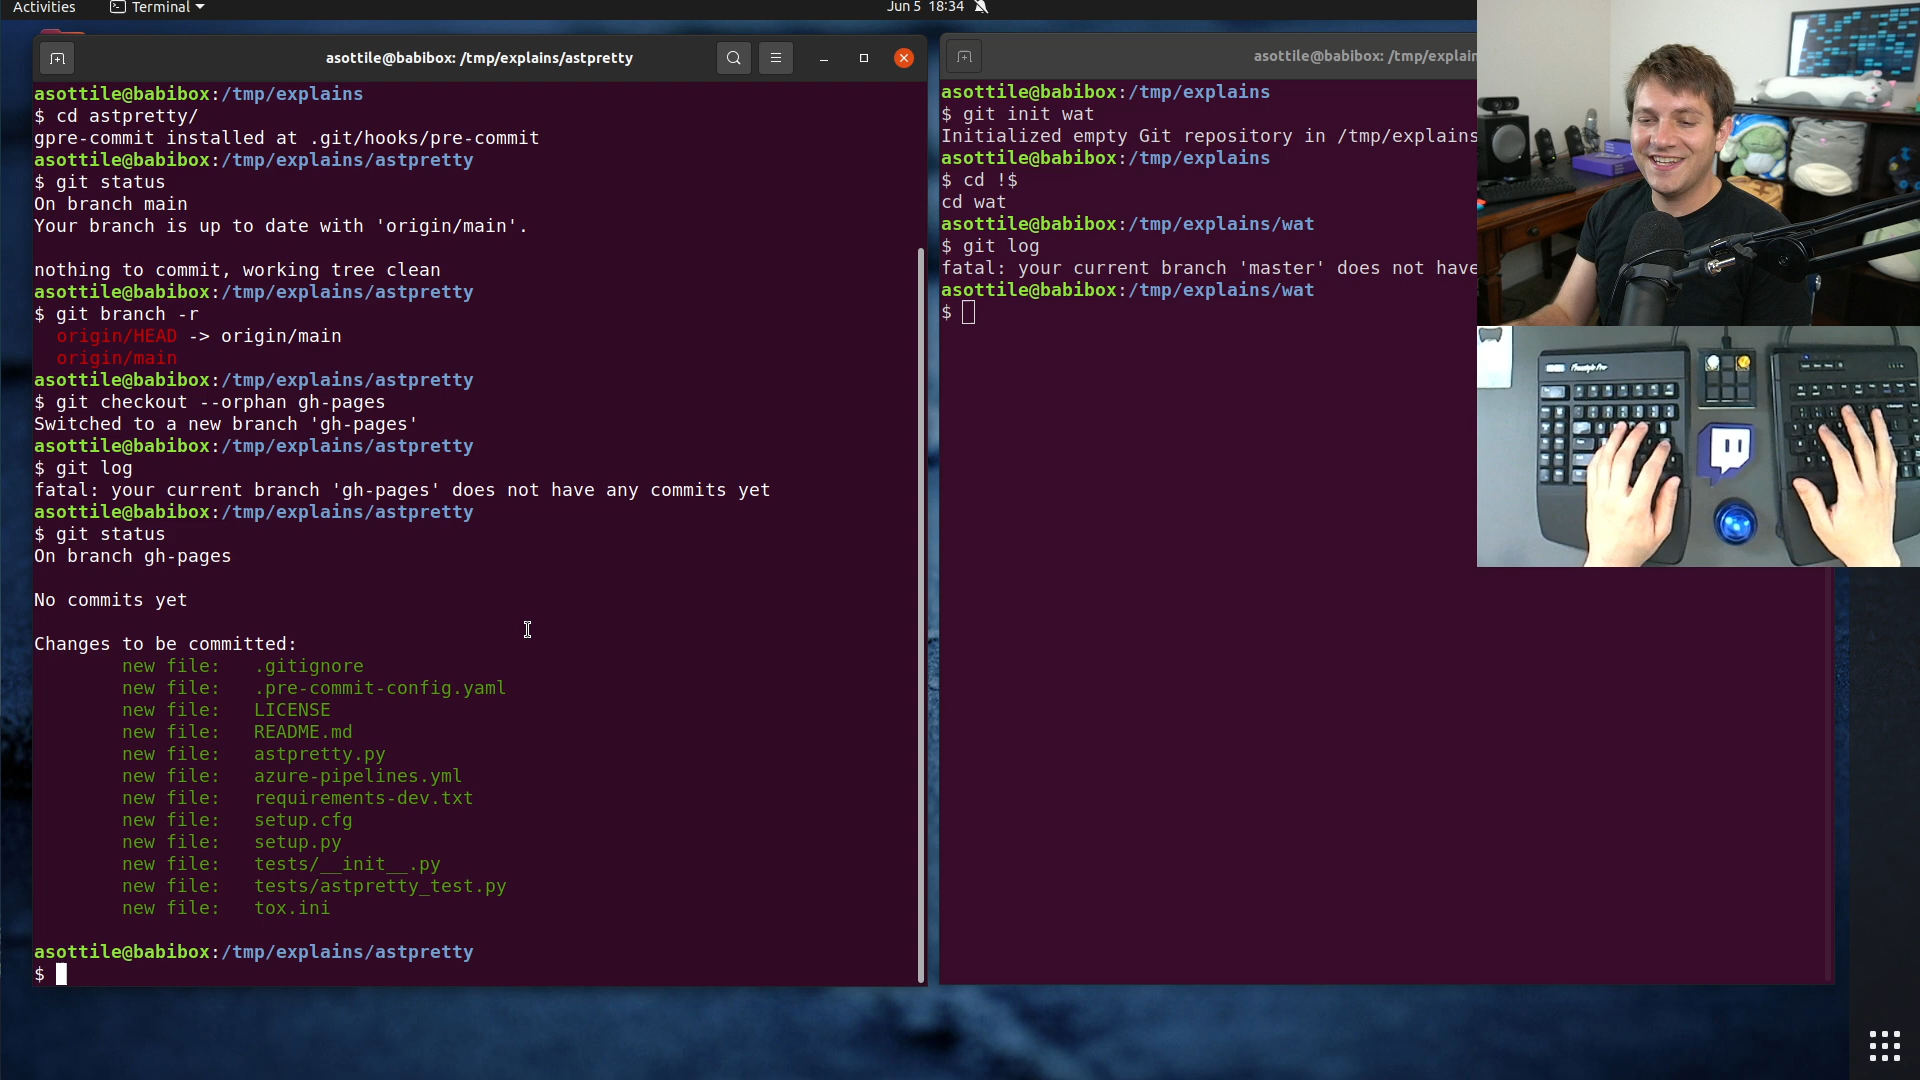 Activities
Terminal
Jun 5 18:34
asottile@babibox: /tmp/explains/astpretty
asottile@babibox:/tmp/explains
$ cd astpretty/
gpre-commit installed at .git/hooks/pre-commit
asottile@babibox:/tmp/explains/astpretty
$ git status
On branch main
Your branch is up to date with 'origin/main'.
nothing to commit, working tree clean
asottile@babibox:/tmp/explains/astpretty
$ git branch -r
origin/HEAD -> origin/main
origin/main
asottile@babibox:/tmp/explains/astpretty
$ git checkout --orphan gh-pages
Switched to a new branch 'gh-pages'
asottile@babibox:/tmp/explains/astpretty
$ git log
fatal: your current branch 'gh-pages' does not have any commits yet
asottile@babibox:/tmp/explains/astpretty
$ git status
On branch gh-pages
No commits yet
Changes to be committed:
new file:   .gitignore
new file:   .pre-commit-config.yaml
new file:   LICENSE
new file:   README.md
new file:   astpretty.py
new file:   azure-pipelines.yml
new file:   requirements-dev.txt
new file:   setup.cfg
new file:   setup.py
new file:   tests/__init__.py
new file:   tests/astpretty_test.py
new file:   tox.ini
asottile@babibox:/tmp/explains/astpretty
$
asottile@babibox: /tmp/explain
asottile@babibox:/tmp/explains
$ git init wat
Initialized empty Git repository in /tmp/explains
asottile@babibox:/tmp/explains
$ cd !$
cd wat
asottile@babibox:/tmp/explains/wat
$ git log
fatal: your current branch 'master' does not have
asottile@babibox:/tmp/explains/wat
$
Freestyle Pro